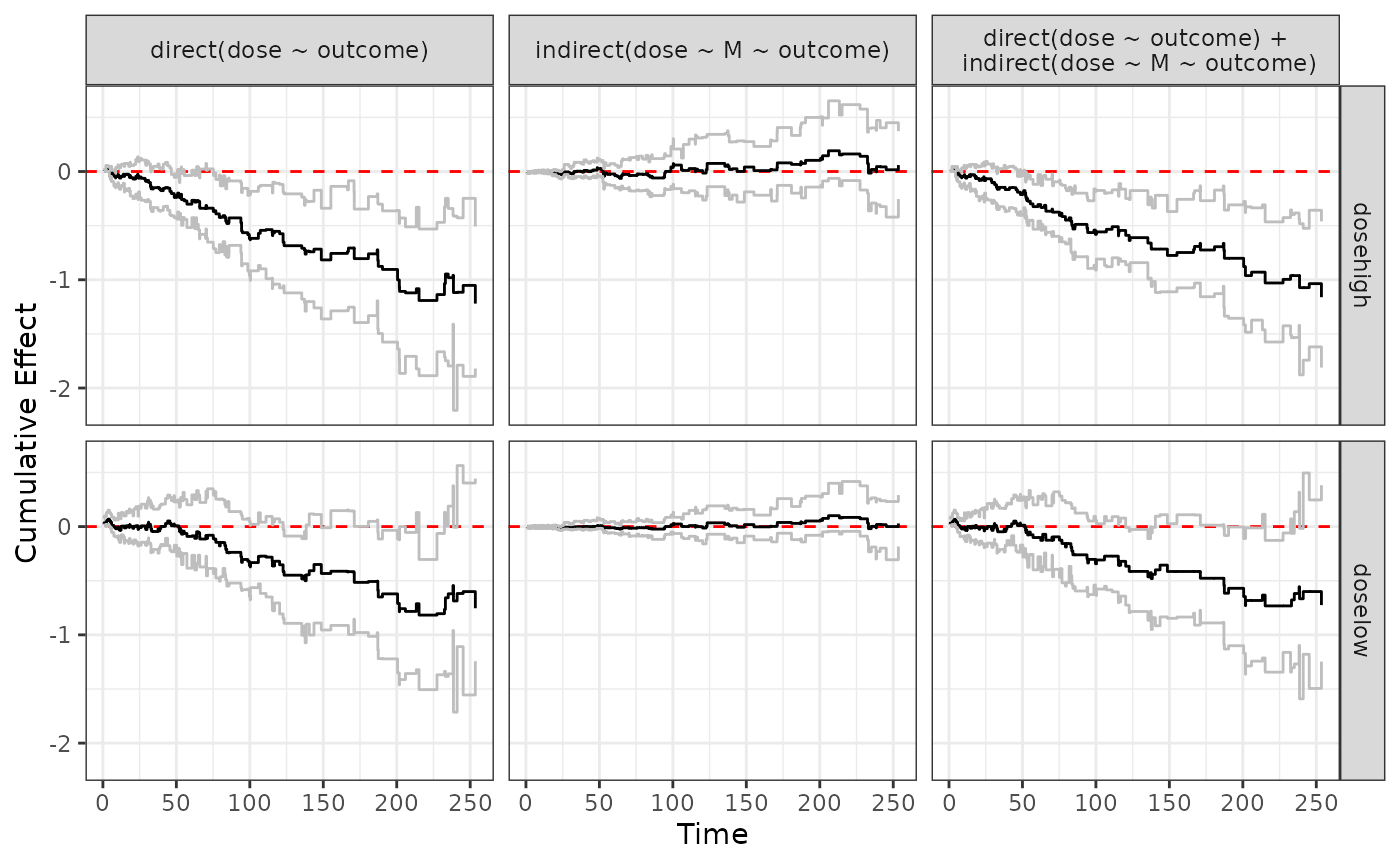 direct(dose ~ outcome)
indirect(dose ~ M ~ outcome)
direct(dose ~ outcome) +
indirect(dose ~ M ~ outcome)
Cumulative Effect
0
-1
-2
dosehigh
0
-1
-2
doselow
0 50 100 150 200 250
0 50 100 150 200 250
0 50 100 150 200 250
Time